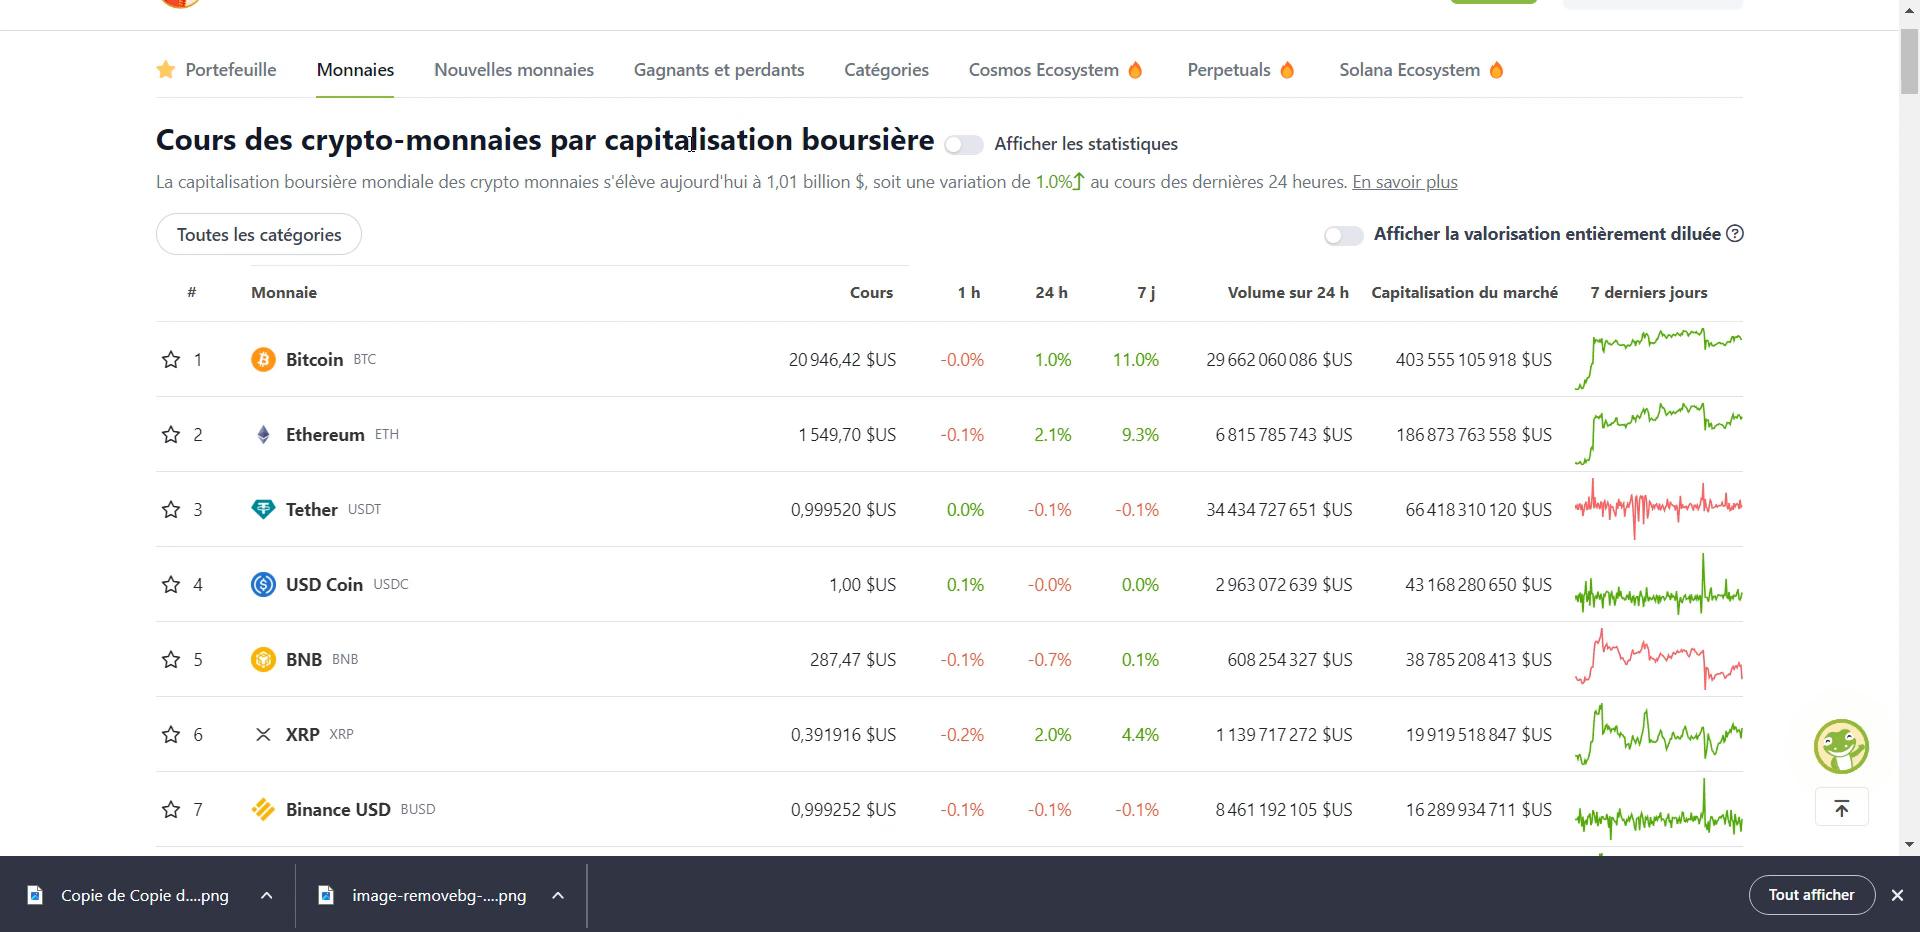 Portefeuille Monnaies Nouvelles monnaies Gagnants et perdants Catégories Cosmos Ecosystem Perpetuals Solana Ecosystem
Cours des crypto-monnaies par capitalisation boursière Afficher les statistiques
La capitalisation boursière mondiale des crypto monnaies s'élève aujourd'hui à 1,01 billion $, soit une variation de 1.0% au cours des dernières 24 heures. En savoir plus
Toutes les catégories Afficher la valorisation entièrement diluée ?
# Monnaie Cours 1 h 24 h 7 j Volume sur 24 h Capitalisation du marché 7 derniers jours
1 Bitcoin BTC 20 946,42 $US -0.0% 1.0% 11.0% 29 662 060 086 $US 403 555 105 918 $US
2 Ethereum ETH 1 549,70 $US -0.1% 2.1% 9.3% 6 815 785 743 $US 186 873 763 558 $US
3 Tether USDT 0,999520 $US 0.0% -0.1% -0.1% 34 434 727 651 $US 66 418 310 120 $US
4 USD Coin USDC 1,00 $US 0.1% -0.0% 0.0% 2 963 072 639 $US 43 168 280 650 $US
5 BNB BNB 287,47 $US -0.1% -0.7% 0.1% 608 254 327 $US 38 785 208 413 $US
6 XRP XRP 0,391916 $US -0.2% 2.0% 4.4% 1 139 717 272 $US 19 919 518 847 $US
7 Binance USD BUSD 0,999252 $US -0.1% -0.1% -0.1% 8 461 192 105 $US 16 289 934 711 $US
Copie de Copie d....png image-removebg-....png Tout afficher